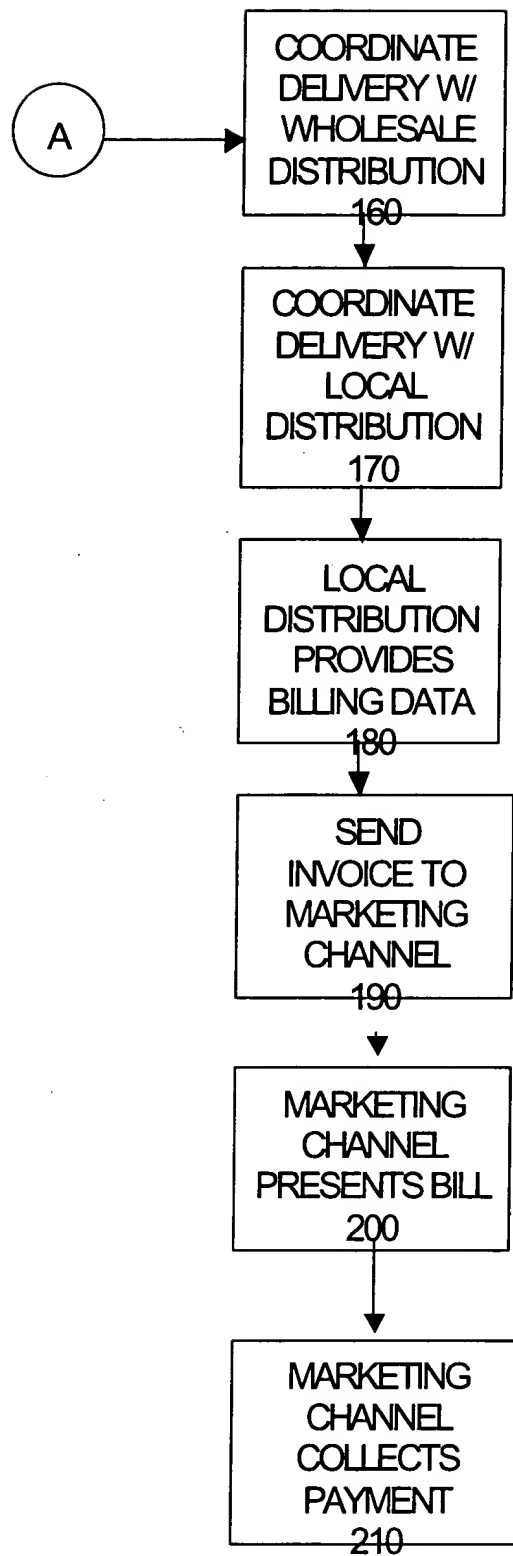 A
COORDINATE
DELIVERY W/
WHOLESALE
DISTRIBUTION
160
COORDINATE
DELIVERY W/
LOCAL
DISTRIBUTION
170
LOCAL
DISTRIBUTION
PROVIDES
BILLING DATA
180
SEND
INVOICE TO
MARKETING
CHANNEL
190
MARKETING
CHANNEL
PRESENTS BILL
200
MARKETING
CHANNEL
COLLECTS
PAYMENT
210